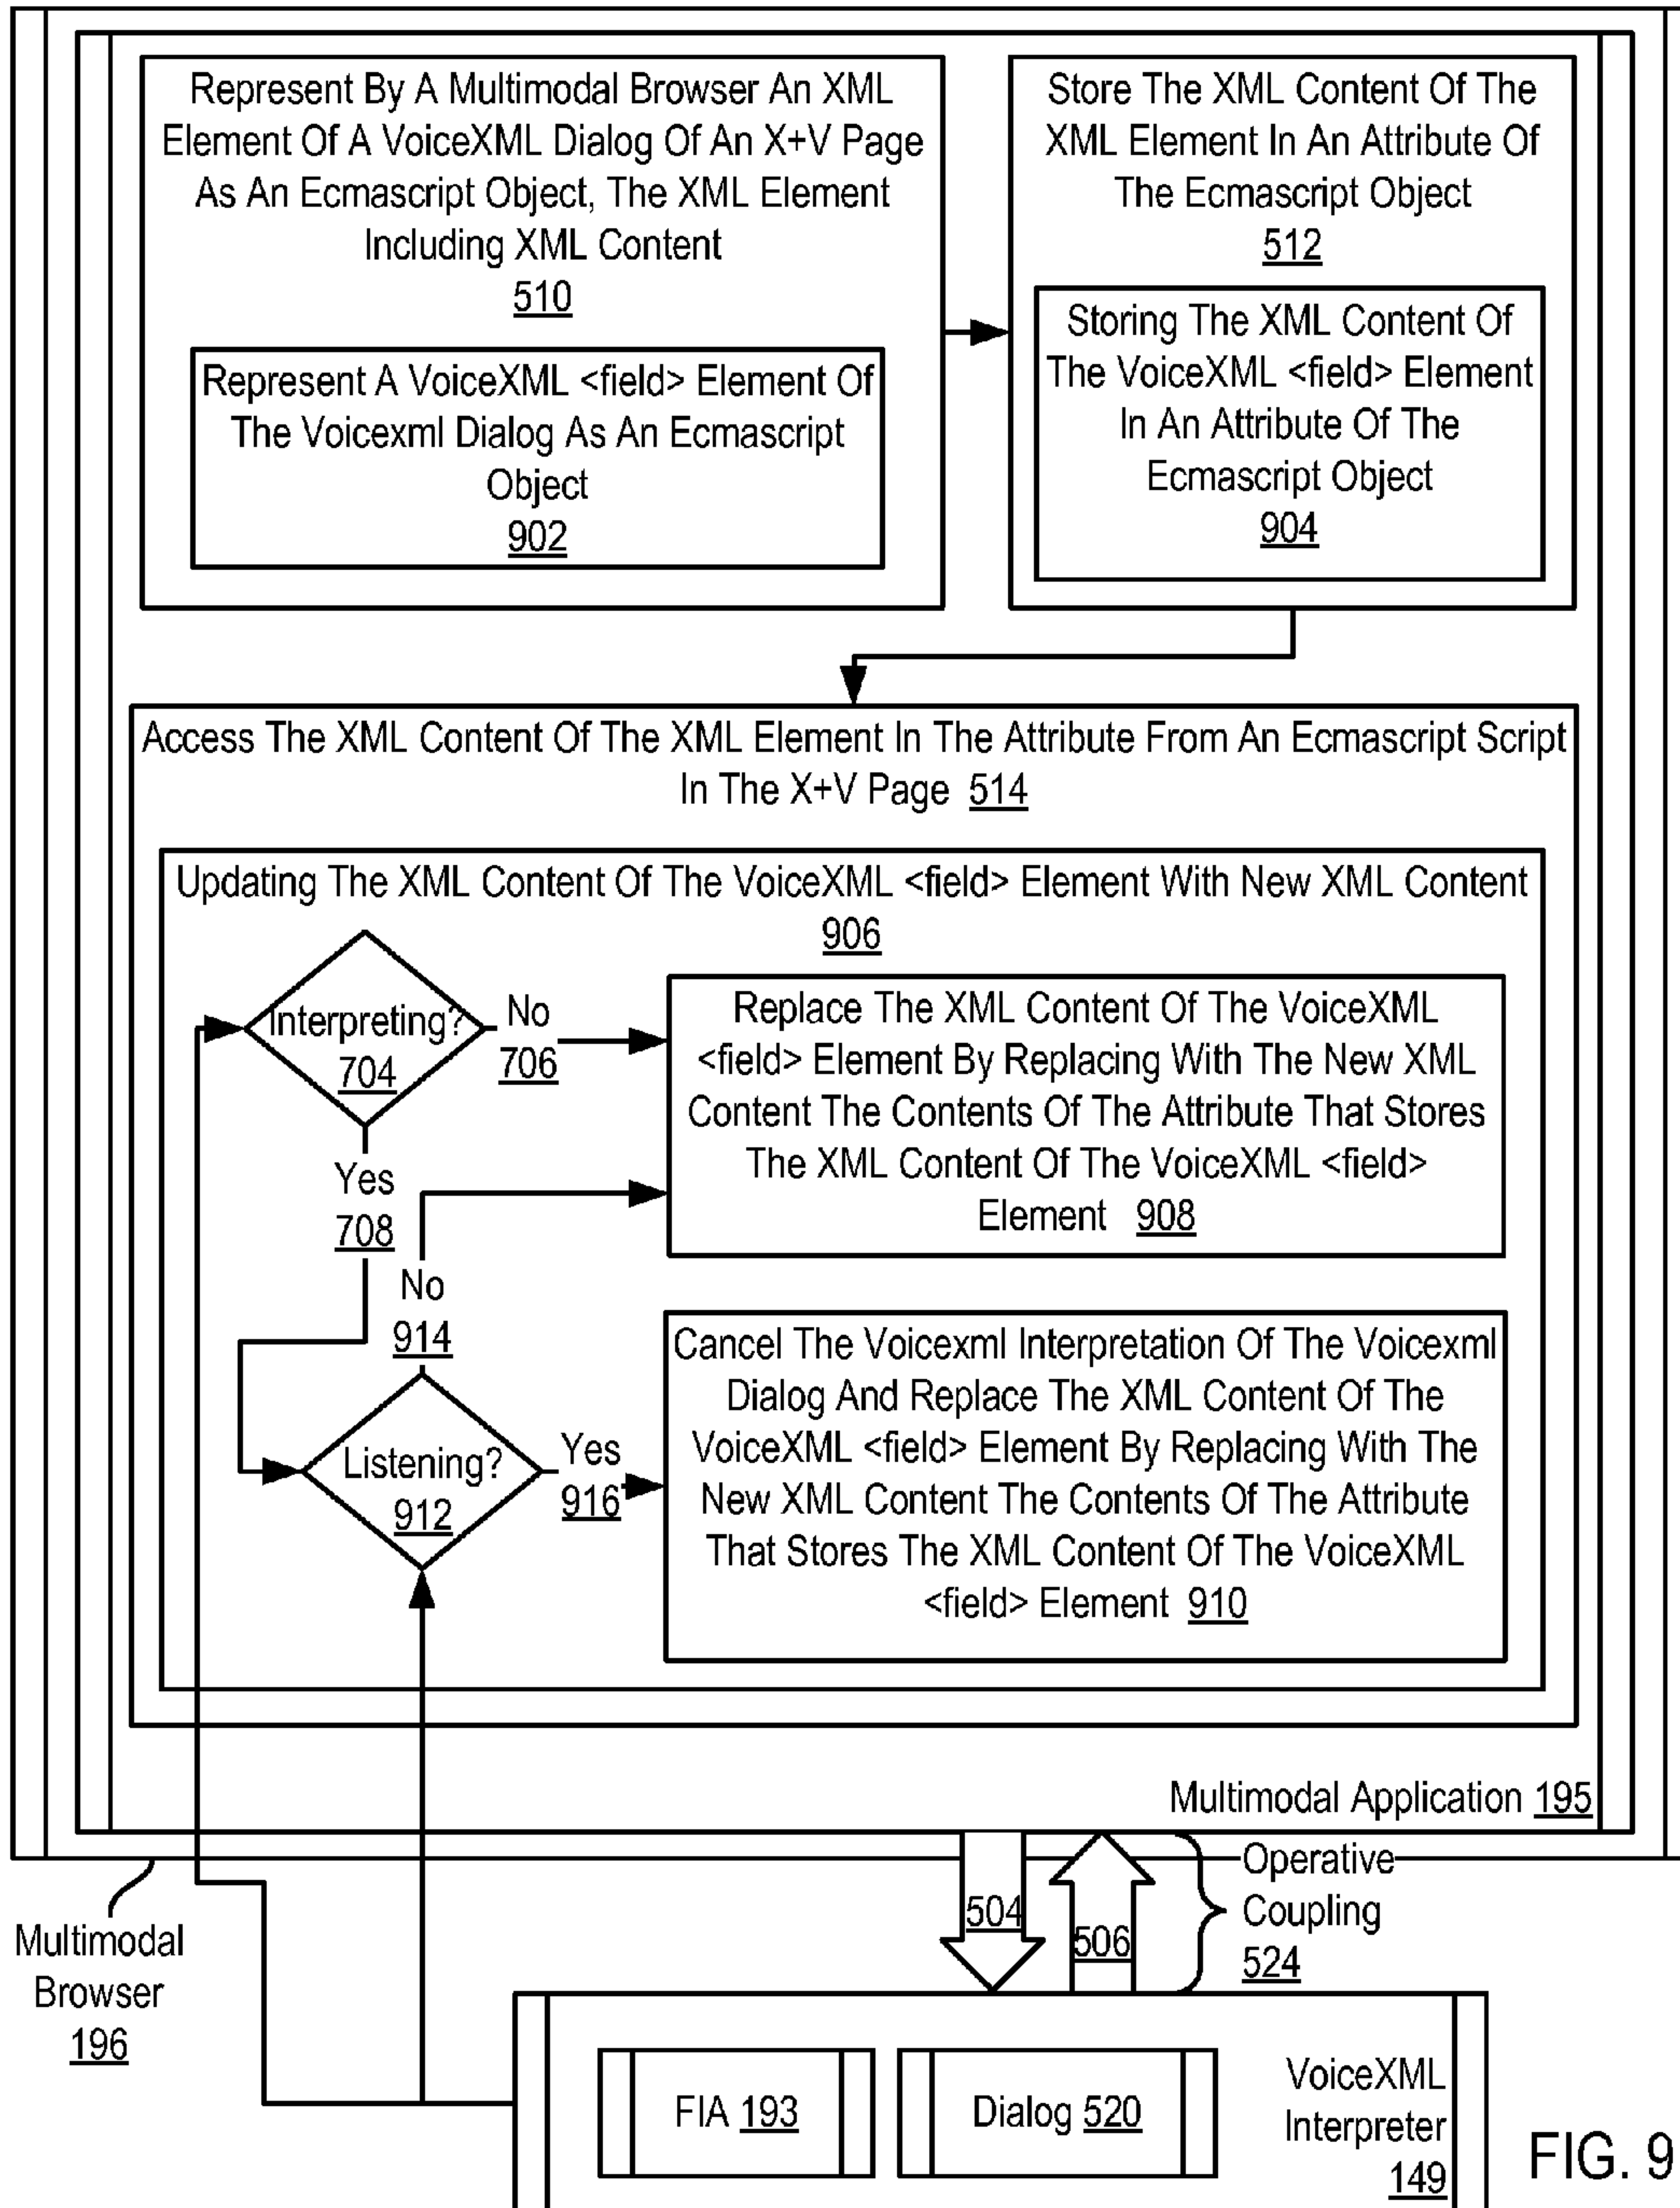 Represent By A Multimodal Browser An XML
Element Of A VoiceXML Dialog Of An X+V Page
As An Ecmascript Object, The XML Element
Including XML Content
510
Represent A VoiceXML <field> Element Of
The Voicexml Dialog As An Ecmascript
Object
902
Store The XML Content Of The
XML Element In An Attribute Of
The Ecmascript Object
512
Storing The XML Content Of
The VoiceXML <field> Element
In An Attribute Of The
Ecmascript Object
904
Access The XML Content Of The XML Element In The Attribute From An Ecmascript Script
In The X+V Page 514
Updating The XML Content Of The VoiceXML <field> Element With New XML Content
906
Interpreting?
704
No
706
Yes
708
Replace The XML Content Of The VoiceXML
<field> Element By Replacing With The New XML
Content The Contents Of The Attribute That Stores
The XML Content Of The VoiceXML <field>
Element 908
No
914
Listening?
912
Yes
916
Cancel The Voicexml Interpretation Of The Voicexml
Dialog And Replace The XML Content Of The
VoiceXML <field> Element By Replacing With The
New XML Content The Contents Of The Attribute
That Stores The XML Content Of The VoiceXML
<field> Element 910
Multimodal Application 195
Multimodal
Browser
196
504
506
Operative
Coupling
524
FIA 193
Dialog 520
VoiceXML
Interpreter
149
FIG. 9